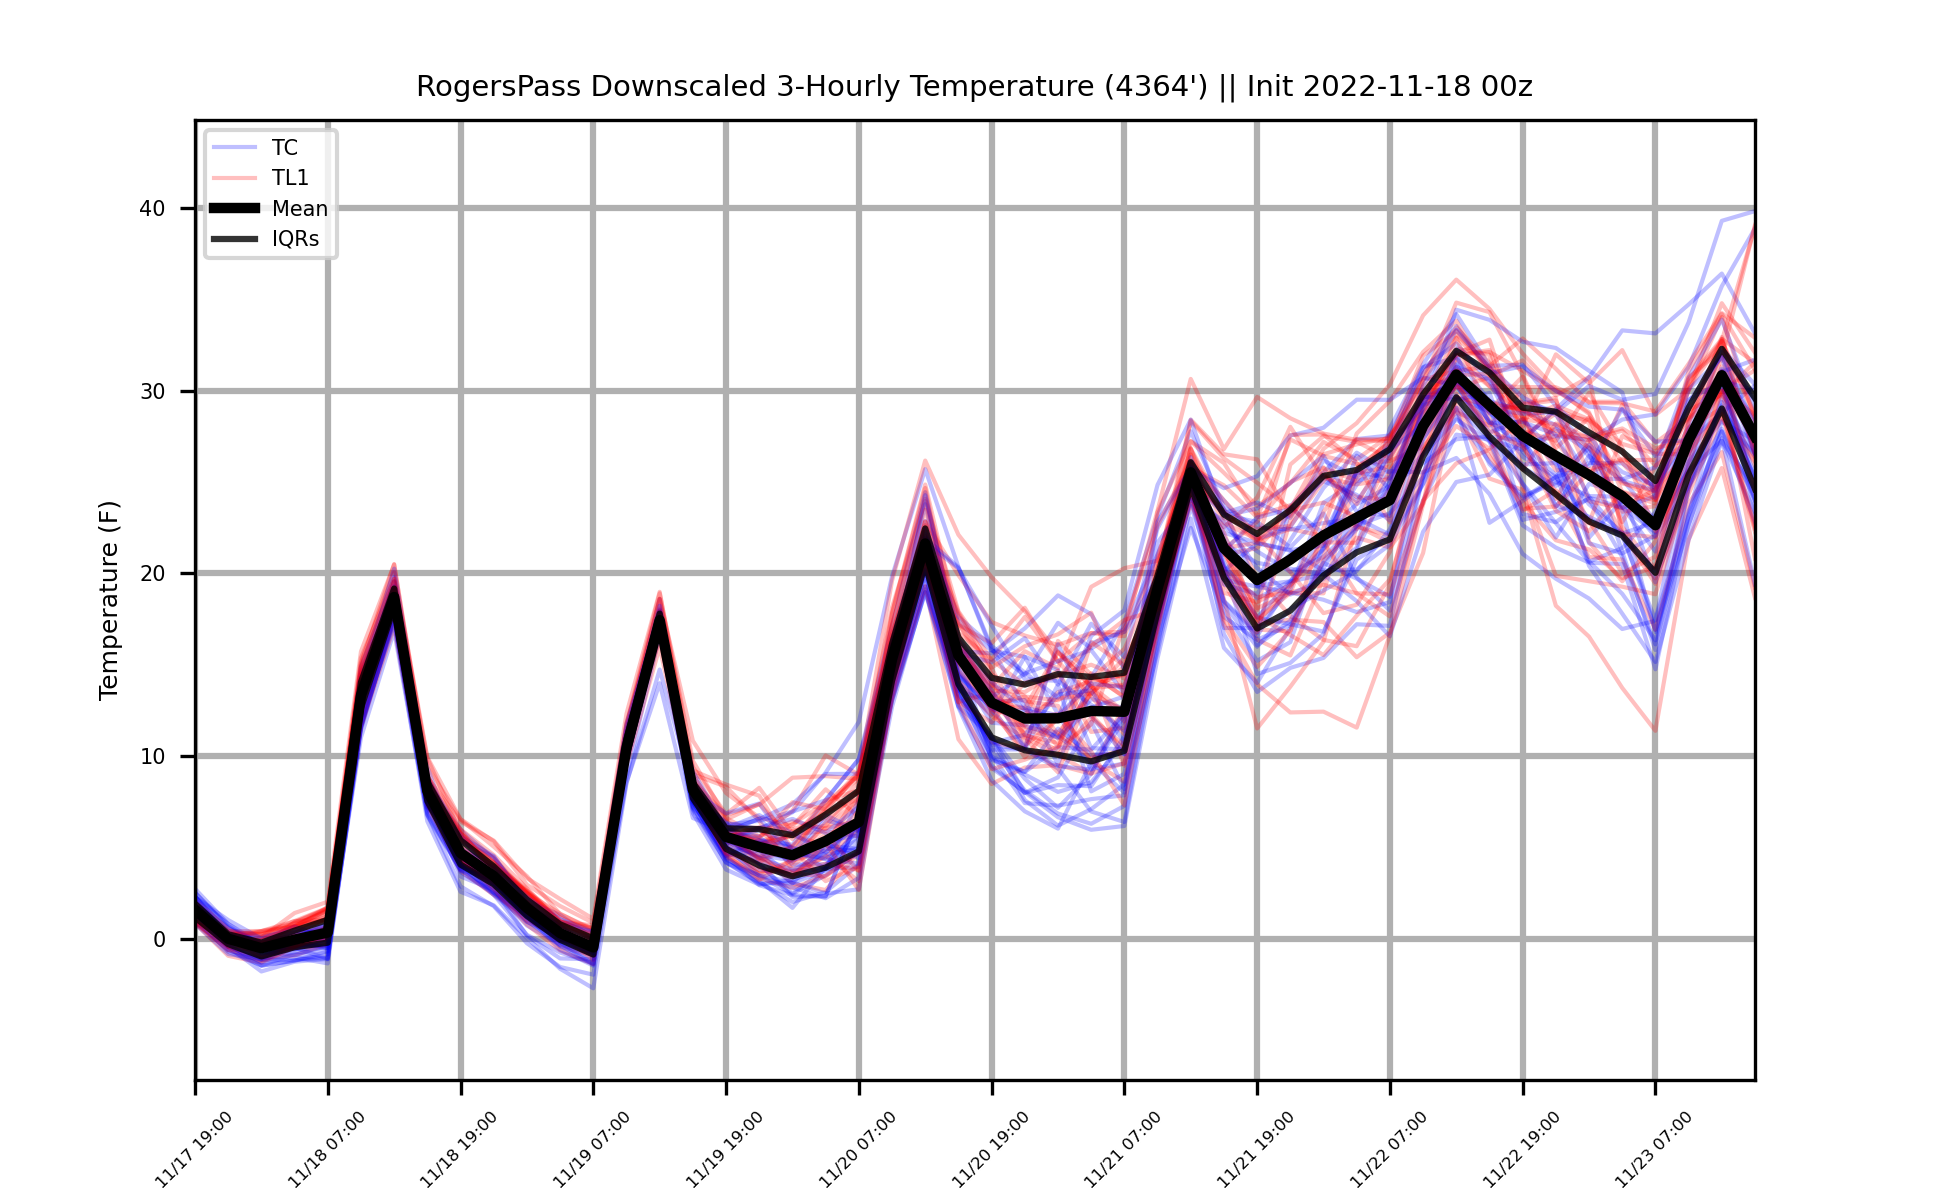 RogersPass Downscaled 3-Hourly Temperature (4364') || Init 2022-11-18 00z
TC
TL1
Mean
IQRs
Temperature (F)
40
30
20
10
0
11/17 19:00
11/18 07:00
11/18 19:00
11/19 07:00
11/19 19:00
11/20 07:00
11/20 19:00
11/21 07:00
11/21 19:00
11/22 07:00
11/22 19:00
11/23 07:00